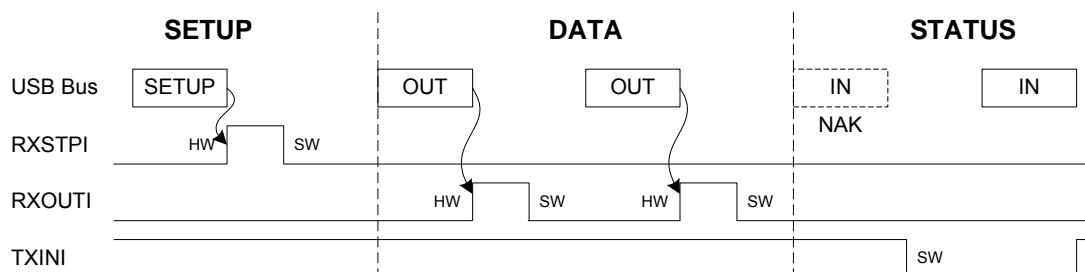 SETUP DATA STATUS
USB Bus SETUP OUT OUT IN IN
NAK
RXSTPI HW SW
RXOUTI HW SW HW SW
TXINI SW